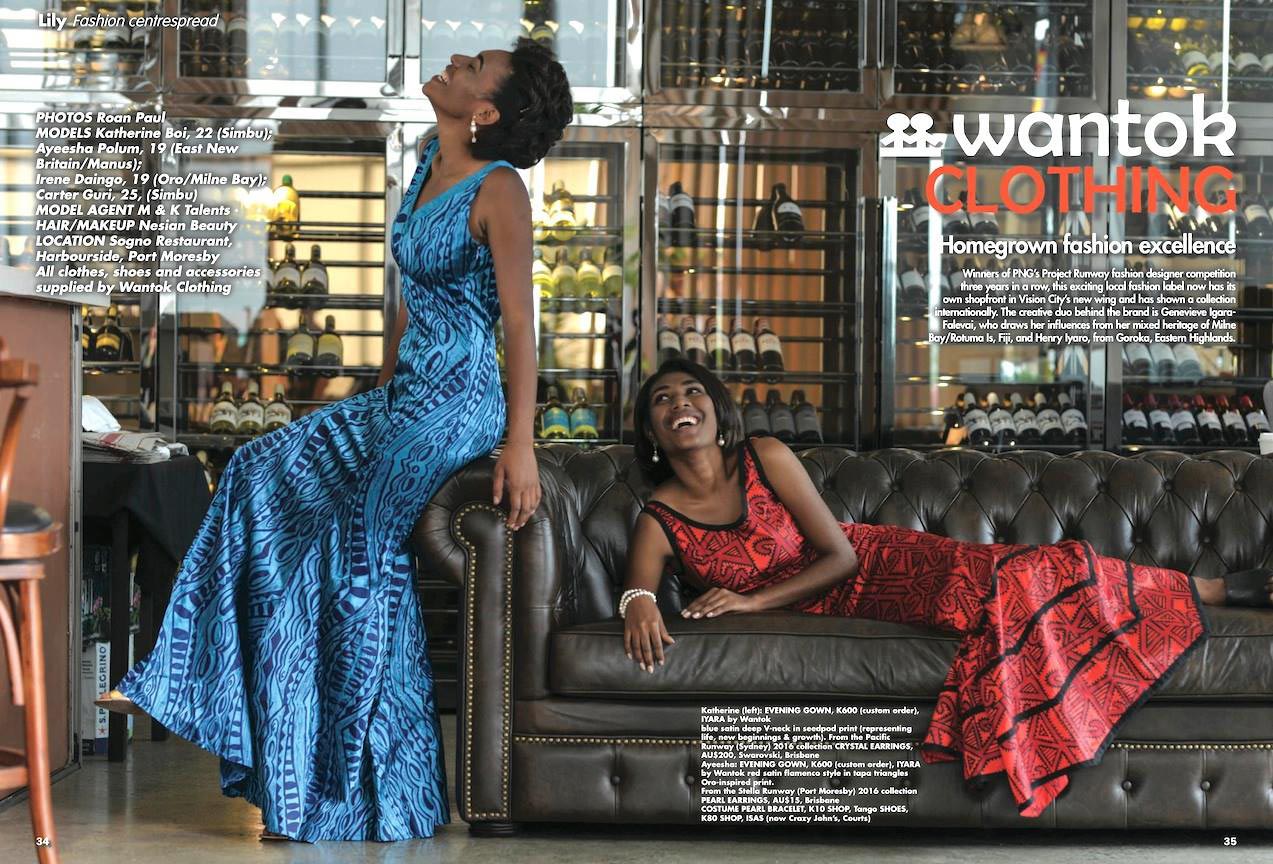 Lily Fashion centrespread
PHOTOS Roan Paul
MODELS Katherine Boi, 22 (Simbu);
Ayeesha Polum, 19 (East New
Britain/Manus);
Irene Daingo, 19 (Oro/Milne Bay);
Carter Guri, 25, (Simbu)
MODEL AGENT M & K Talents
HAIR/MAKEUP Nesian Beauty
LOCATION Sogno Restaurant,
Harbourside, Port Moresby
All clothes, shoes and accessories
supplied by Wantok Clothing
wantok
CLOTHING
Homegrown fashion excellence
Winners of PNG's Project Runway fashion designer competition
three years in a row, this exciting local fashion label now has its
own shopfront in Vision City's new wing and has shown a collection
internationally. The creative duo behind the brand is Genevieve Igara-
Falevai, who draws her influences from her mixed heritage of Milne
Bay/Rotuma Is, Fiji, and Henry Iyaro, from Goroka, Eastern Highlands.
S.PELLEGRINO
Katherine (left): EVENING GOWN, K600 (custom order),
IYARA by Wantok
blue satin deep V-neck in seedpod print (representing
life, new beginnings & growth). From the Pacific
Runway (Sydney) 2016 collection CRYSTAL EARRINGS,
AU$200, Swarovski, Brisbane
Ayeesha: EVENING GOWN, K600 (custom order), IYARA
by Wantok red satin flamenco style in tapa triangles
Oro-inspired print.
From the Stella Runway (Port Moresby) 2016 collection
PEARL EARRINGS, AU$15, Brisbane
COSTUME PEARL BRACELET, K10 SHOP, Tango SHOES,
K80 SHOP, ISAS (now Crazy John's, Courts)
34
35